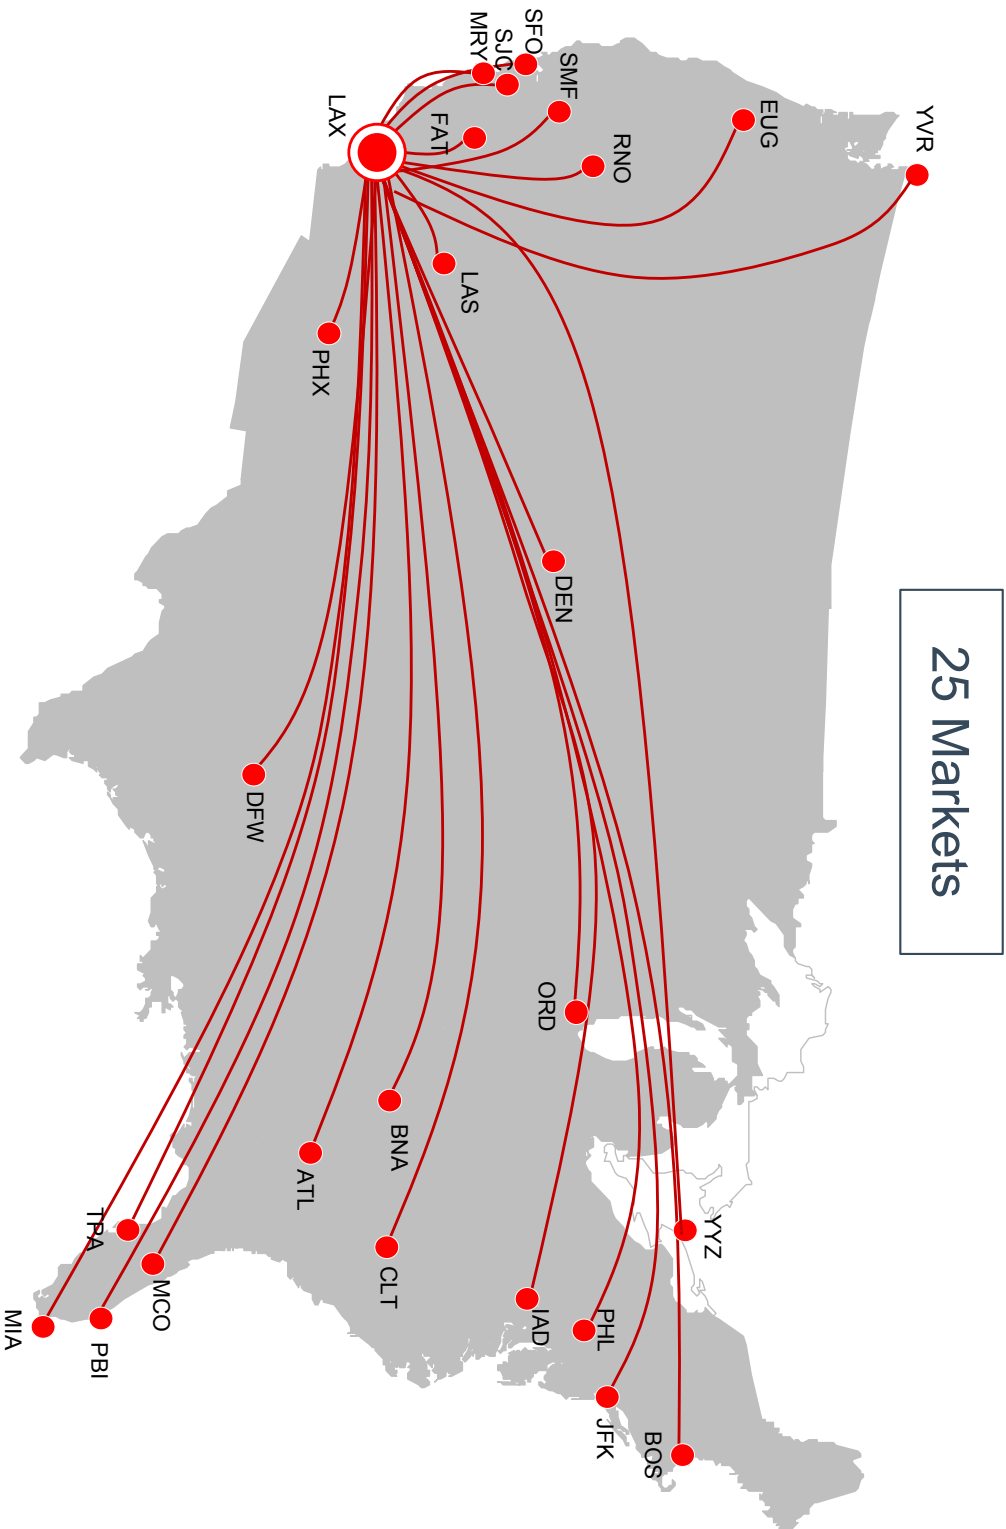 25 Markets
YVR
EUG
RNO
SMF
SFO
SJC
MRY
FAT
LAX
LAS
PHX
DEN
DFW
ORD
BNA
ATL
CLT
YYZ
IAD
PHL
JFK
BOS
TPA
MCO
PBI
MIA